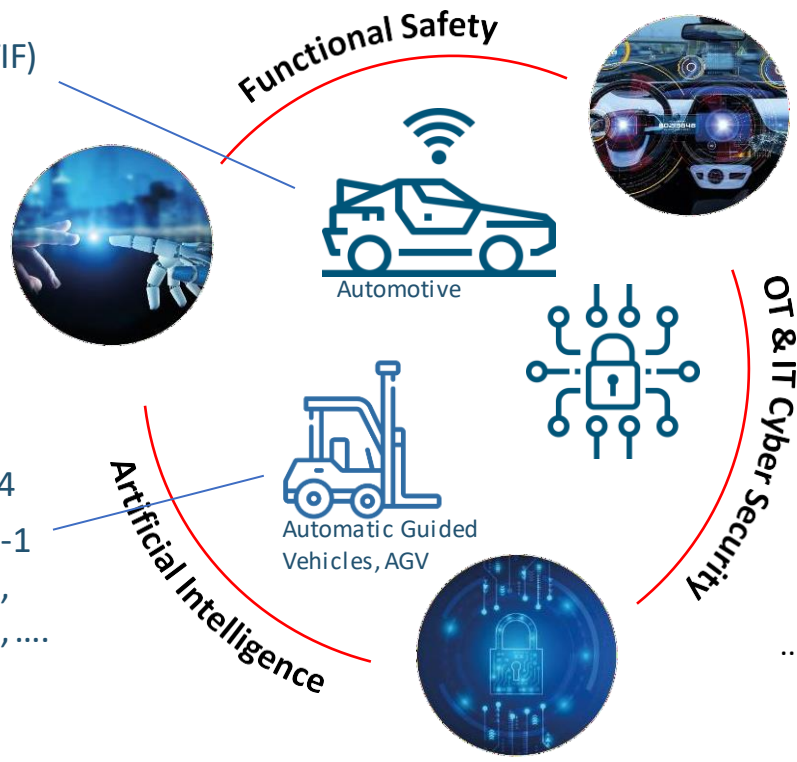 Functional Safety
IF)
Automotive
OT & IT Cyber Security
4
-1
,
, ....
Artificial Intelligence
Automatic Guided
Vehicles, AGV
..